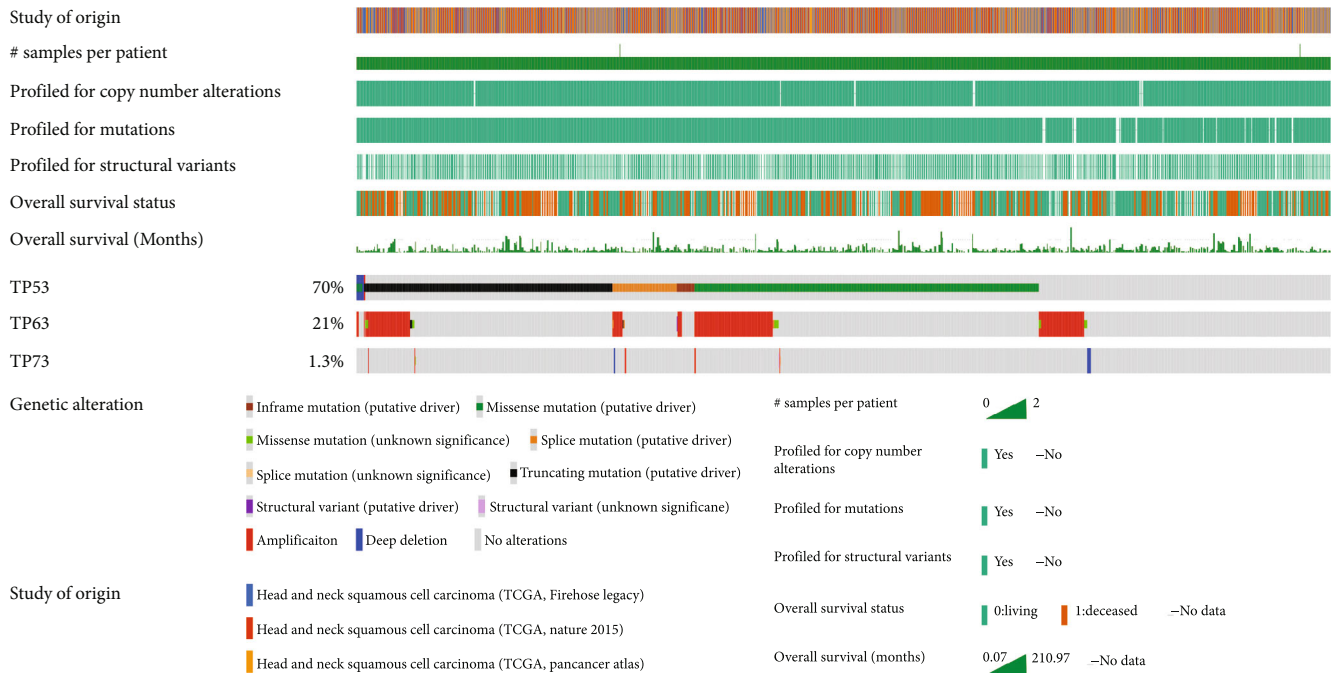 Study of origin
# samples per patient
Profiled for copy number alterations
Profiled for mutations
Profiled for structural variants
Overall survival status
Overall survival (Months)
TP53 70%
TP63 21%
TP73 1.3%
Genetic alteration
Inframe mutation (putative driver) Missense mutation (putative driver)
Missense mutation (unknown significance) Splice mutation (putative driver)
Splice mutation (unknown significance) Truncating mutation (putative driver)
Structural variant (putative driver) Structural variant (unknown significane)
Amplificaiton Deep deletion No alterations
Study of origin
Head and neck squamous cell carcinoma (TCGA, Firehose legacy)
Head and neck squamous cell carcinoma (TCGA, nature 2015)
Head and neck squamous cell carcinoma (TCGA, pancancer atlas)
# samples per patient 0 2
Profiled for copy number
alterations
Yes –No
Profiled for mutations Yes –No
Profiled for structural variants Yes –No
Overall survival status 0:living 1:deceased –No data
Overall survival (months) 0.07 210.97 –No data